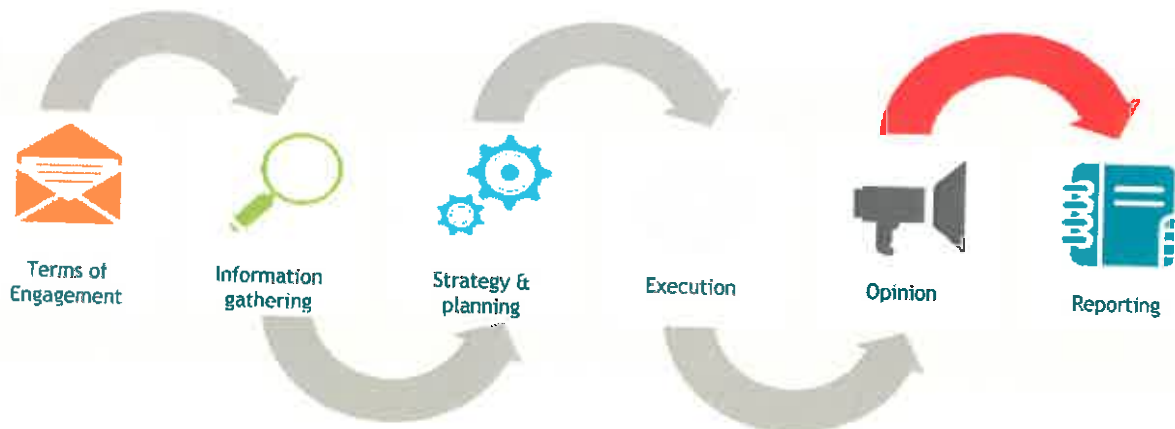 Terms of
Engagement
Information
gathering
Strategy &
planning
Execution
Opinion
Reporting